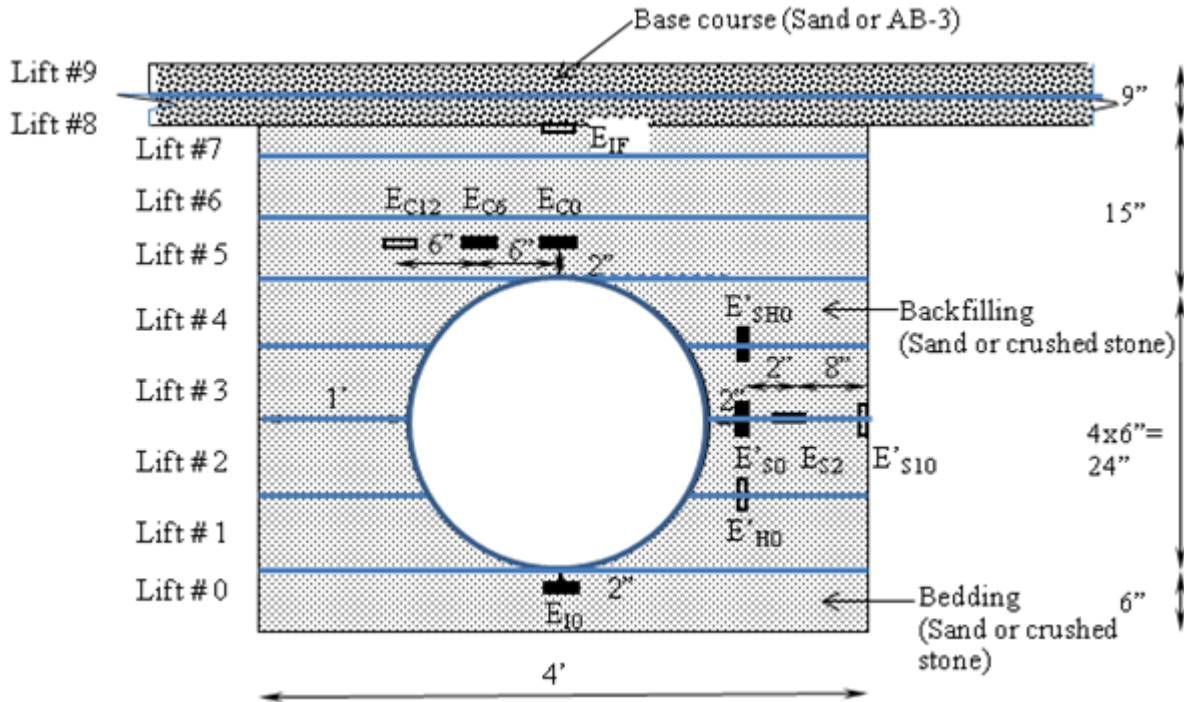 Base course (Sand or AB-3)
Lift #9
9”
Lift #8
E_IF
Lift #7
Lift #6
E_C12 E_C6 E_C0
15”
Lift #5
6” 6” 2”
Lift #4
E’_SH0
Backfilling
(Sand or crushed stone)
2” 8”
Lift #3
1’
2”
4x6”=
24”
Lift #2
E’_S0 E_S2 E’_S10
Lift #1
E’_H0
Lift #0
2”
E_I0
Bedding
(Sand or crushed
stone)
6”
4’